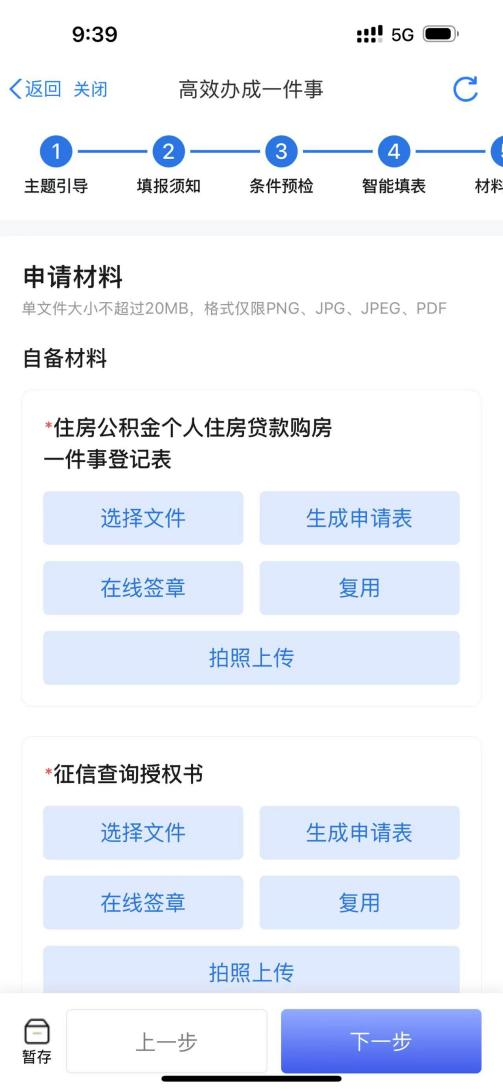 9:39 5G
返回 关闭 高效办成一件事
1 2 3 4
主题引导 填报须知 条件预检 智能填表 材料
申请材料
单文件大小不超过20MB，格式仅限PNG、JPG、JPEG、PDF
自备材料
*住房公积金个人住房贷款购房
一件事登记表
选择文件 生成申请表
在线签章 复用
拍照上传
*征信查询授权书
选择文件 生成申请表
在线签章 复用
拍照上传
暂存 上一步 下一步